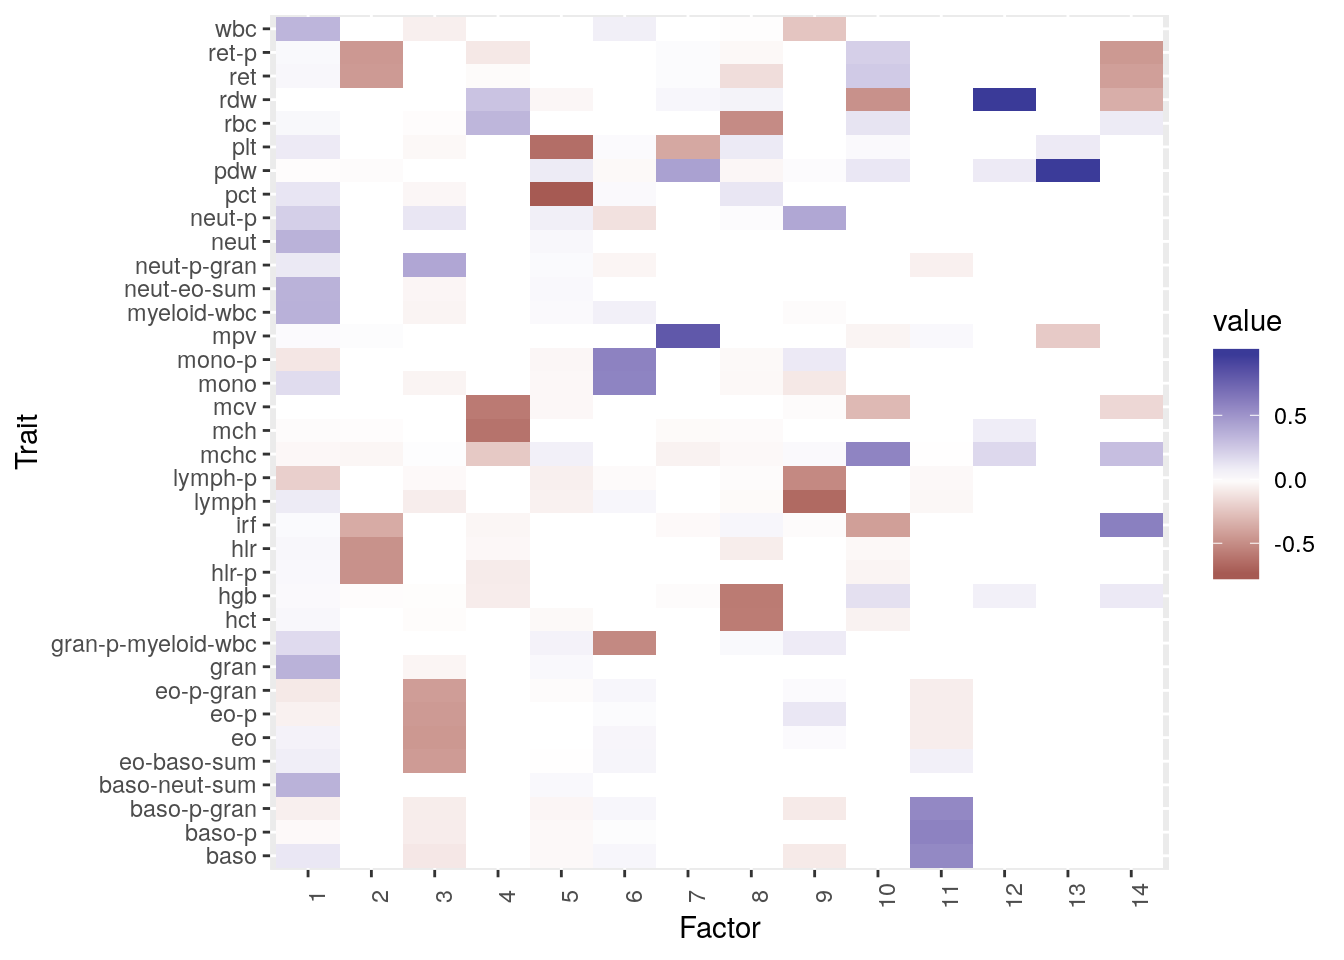 wbc
ret-p
ret
rdw
rbc
plt
pdw
pct
neut-p
neut
neut-p-gran
neut-eo-sum
myeloid-wbc
mpv
mono-p
mono
mcv
mch
mchc
lymph-p
lymph
irf
hlr
hlr-p
hgb
hct
gran-p-myeloid-wbc
gran
eo-p-gran
eo-p
eo
eo-baso-sum
baso-neut-sum
baso-p-gran
baso-p
baso
Trait
1 2 3 4 5 6 7 8 9 10 11 12 13 14
Factor
value
0.5
0.0
-0.5